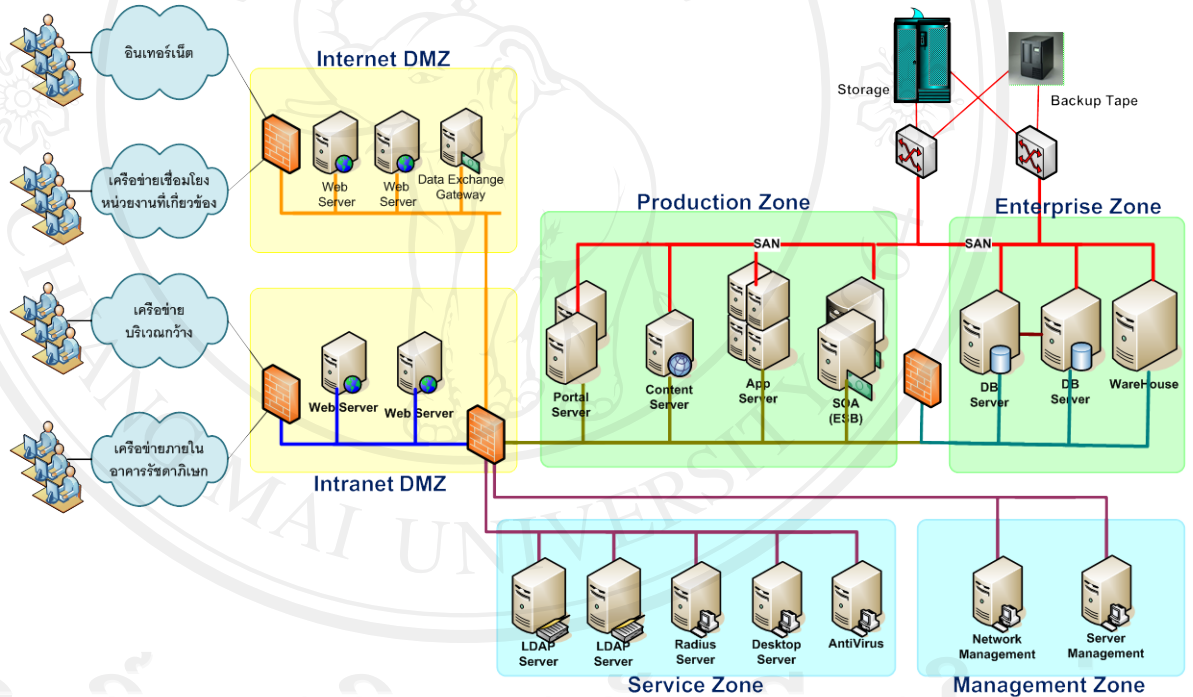 อินเทอร์เน็ต
เครือข่ายเชื่อมโยง
หน่วยงานที่เกี่ยวข้อง
เครือข่าย
บริเวณกว้าง
เครือข่ายภายใน
อาคารรัชดาภิเษก
Internet DMZ
Web
Server
Web
Server
Data Exchange
Gateway
Storage
Backup Tape
Production Zone
Enterprise Zone
SAN
SAN
Portal
Server
Content
Server
App
Server
SOA
(ESB)
DB
Server
DB
Server
WareHouse
Web Server
Web Server
Intranet DMZ
LDAP
Server
LDAP
Server
Radius
Server
Desktop
Server
AntiVirus
Network
Management
Server
Management
Service Zone
Management Zone
CHIANG MAI UNIVERSITY
64